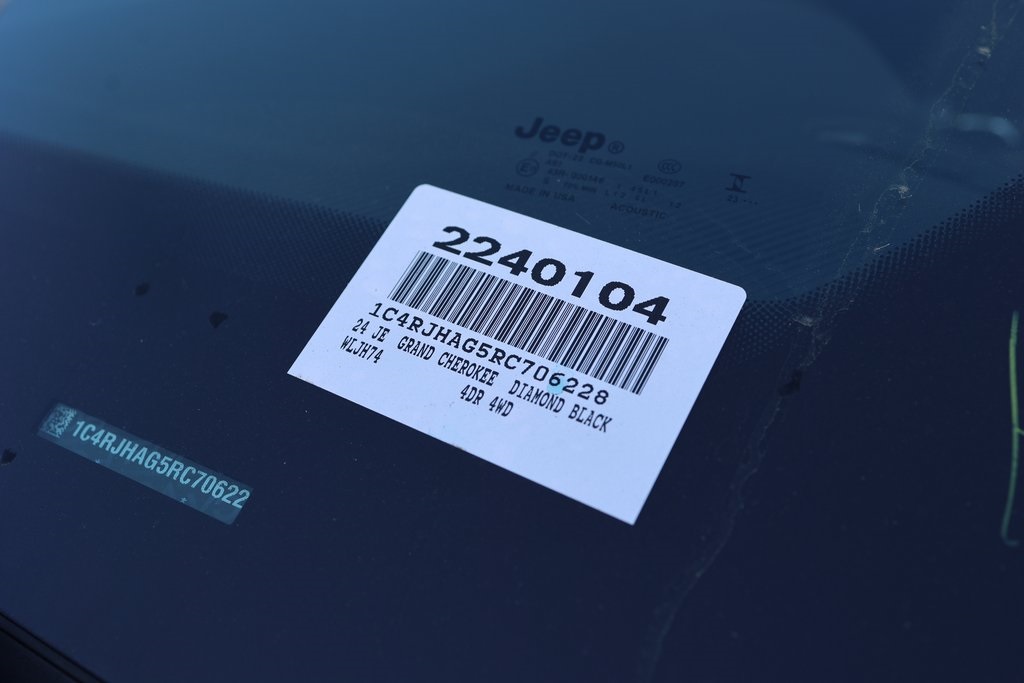 Jeep®
MADE IN USA ACOUSTIC
2240104
1C4RJHAG5RC706228
24 JE GRAND CHEROKEE DIAMOND BLACK
WLJH74 4DR 4WD
1C4RJHAG5RC70622